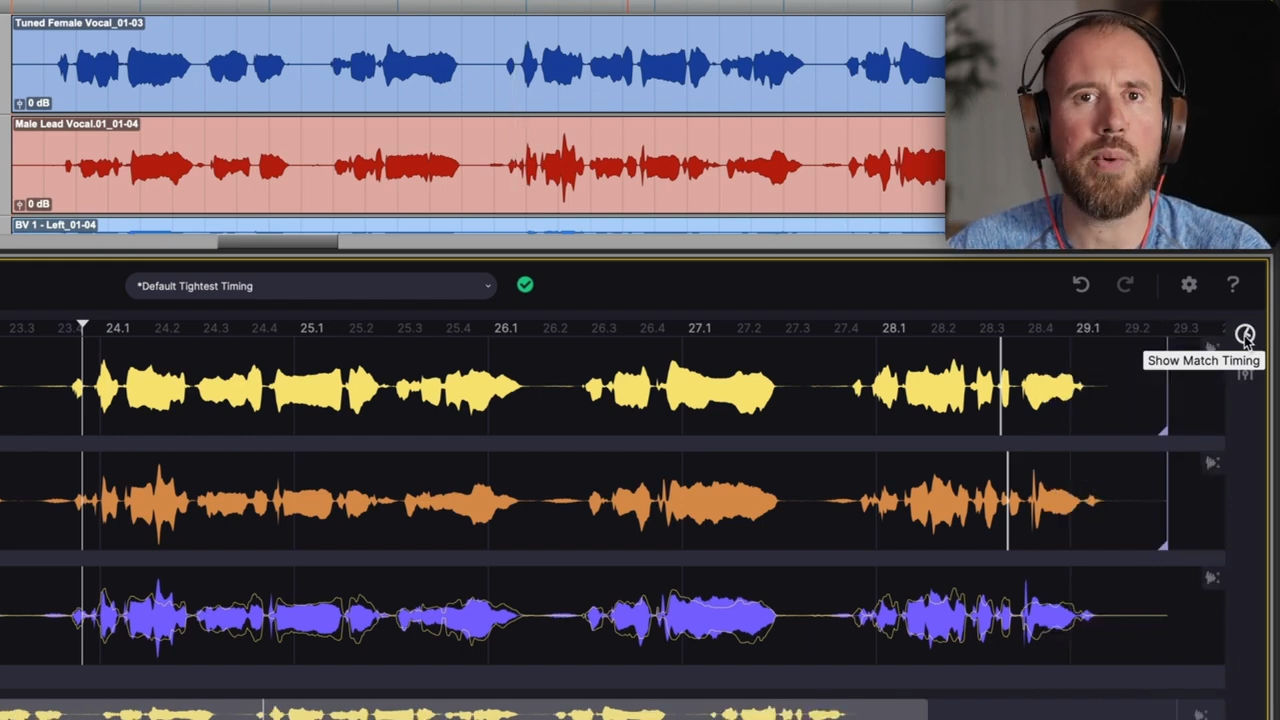 Tuned Female Vocal_01-03
0 dB
Male Lead Vocal.01_01-04
0 dB
BV 1 - Left_01-04
*Default Tightest Timing
?
23.3 23.4 24.1 24.2 24.3 24.4 25.1 25.2 25.3 25.4 26.1 26.2 26.3 26.4 27.1 27.2 27.3 27.4 28.1 28.2 28.3 28.4 29.1 29.2 29.3
Show Match Timing